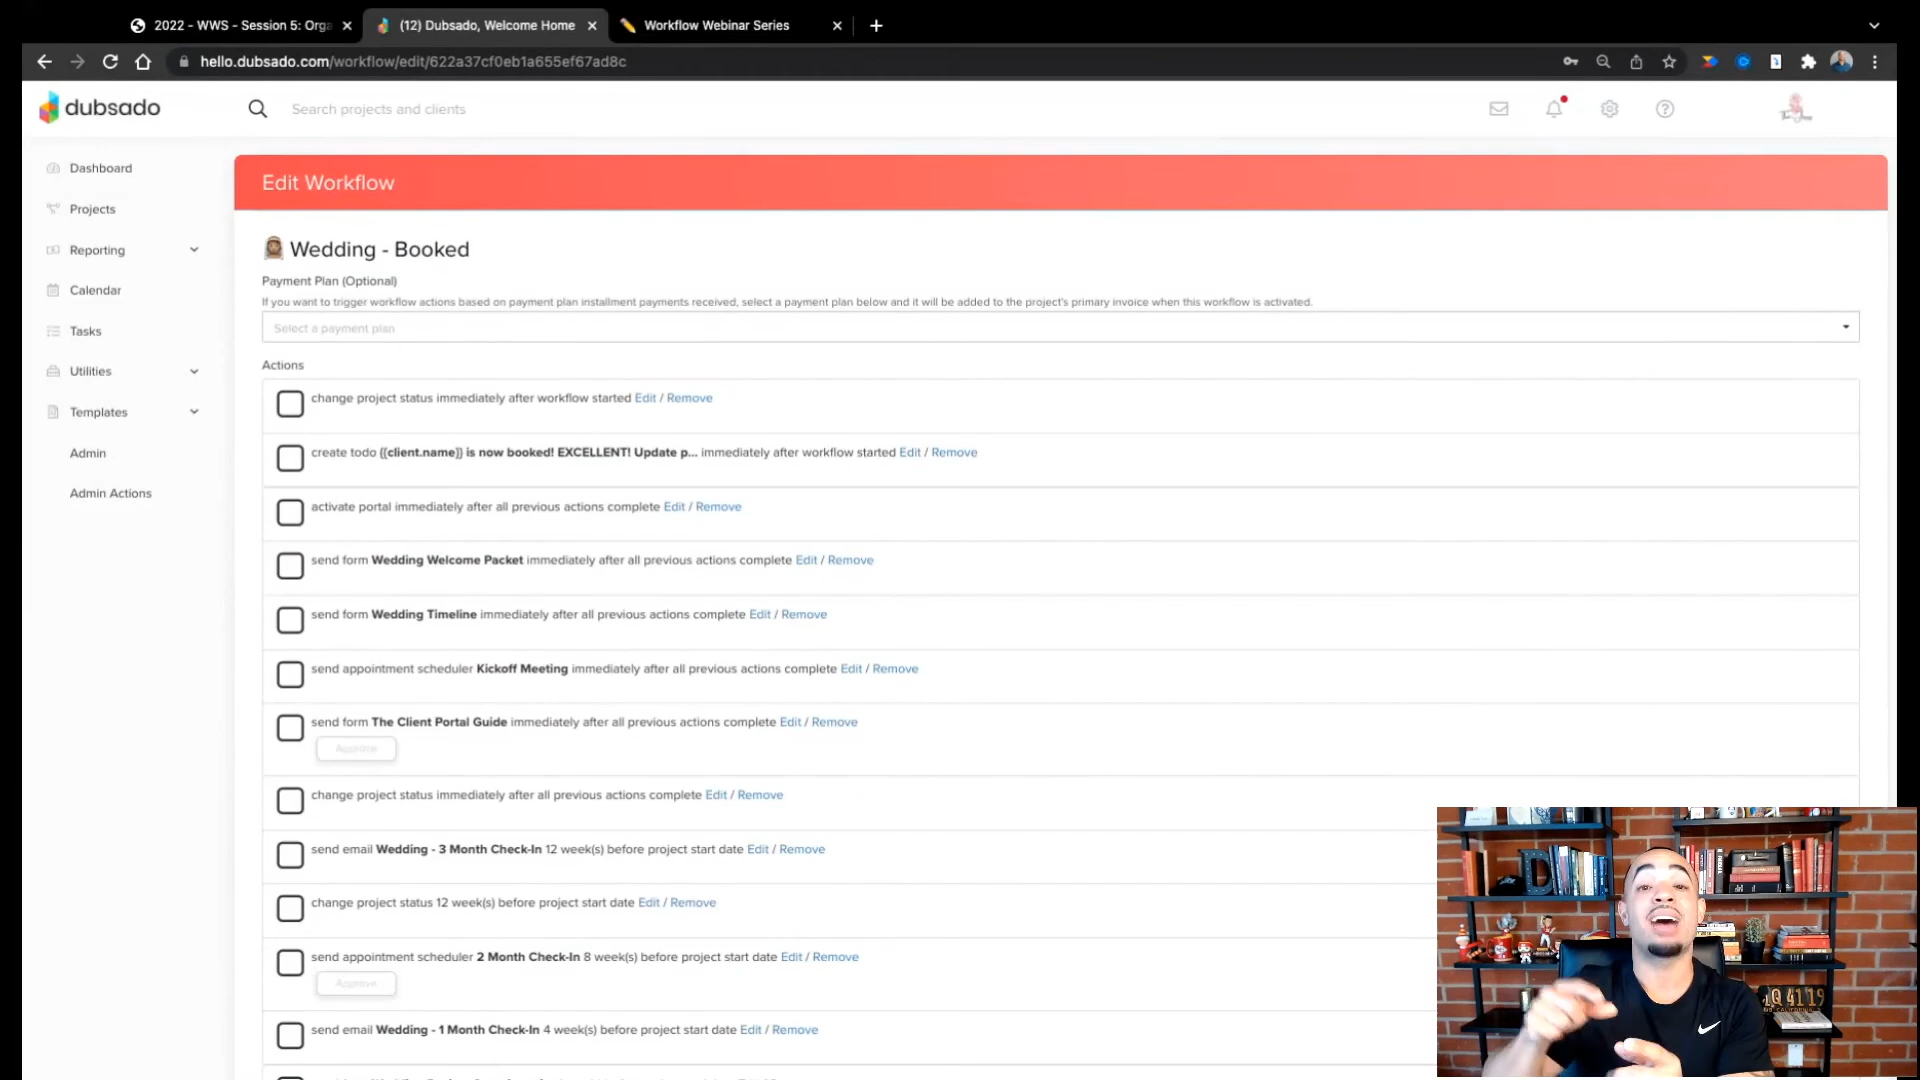 2022 - WWS - Session 5: Orga
(12) Dubsado, Welcome Home
Workflow Webinar Series
hello.dubsado.com/workflow/edit/622a37cf0eb1a655ef67ad8c
dubsado
Search projects and clients
Dashboard
Projects
Reporting
Calendar
Tasks
Utilities
Templates
Admin
Admin Actions
Edit Workflow
Wedding - Booked
Payment Plan (Optional)
If you want to trigger workflow actions based on payment plan installment payments received, select a payment plan below and it will be added to the project's primary invoice when this workflow is activated.
Select a payment plan
Actions
change project status immediately after workflow started Edit / Remove
create todo {{client.name}} is now booked! EXCELLENT! Update p... immediately after workflow started Edit / Remove
activate portal immediately after all previous actions complete Edit / Remove
send form Wedding Welcome Packet immediately after all previous actions complete Edit / Remove
send form Wedding Timeline immediately after all previous actions complete Edit / Remove
send appointment scheduler Kickoff Meeting immediately after all previous actions complete Edit / Remove
send form The Client Portal Guide immediately after all previous actions complete Edit / Remove
Approve
change project status immediately after all previous actions complete Edit / Remove
send email Wedding - 3 Month Check-In 12 week(s) before project start date Edit / Remove
change project status 12 week(s) before project start date Edit / Remove
send appointment scheduler 2 Month Check-In 8 week(s) before project start date Edit / Remove
Approve
send email Wedding - 1 Month Check-In 4 week(s) before project start date Edit / Remove
D
1Q 41 19